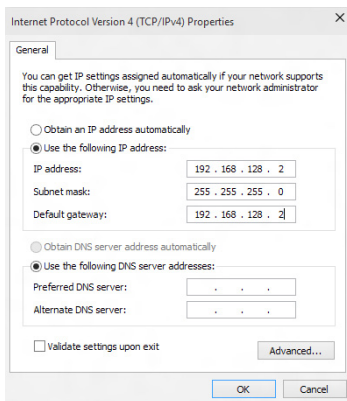 Internet Protocol Version 4 (TCP/IPv4) Properties
General
You can get IP settings assigned automatically if your network supports
this capability. Otherwise, you need to ask your network administrator
for the appropriate IP settings.
Obtain an IP address automatically
Use the following IP address:
IP address: 192 . 168 . 128 . 2
Subnet mask: 255 . 255 . 255 . 0
Default gateway: 192 . 168 . 128 . 2
Obtain DNS server address automatically
Use the following DNS server addresses:
Preferred DNS server: . . .
Alternate DNS server: . . .
Validate settings upon exit
Advanced...
OK Cancel